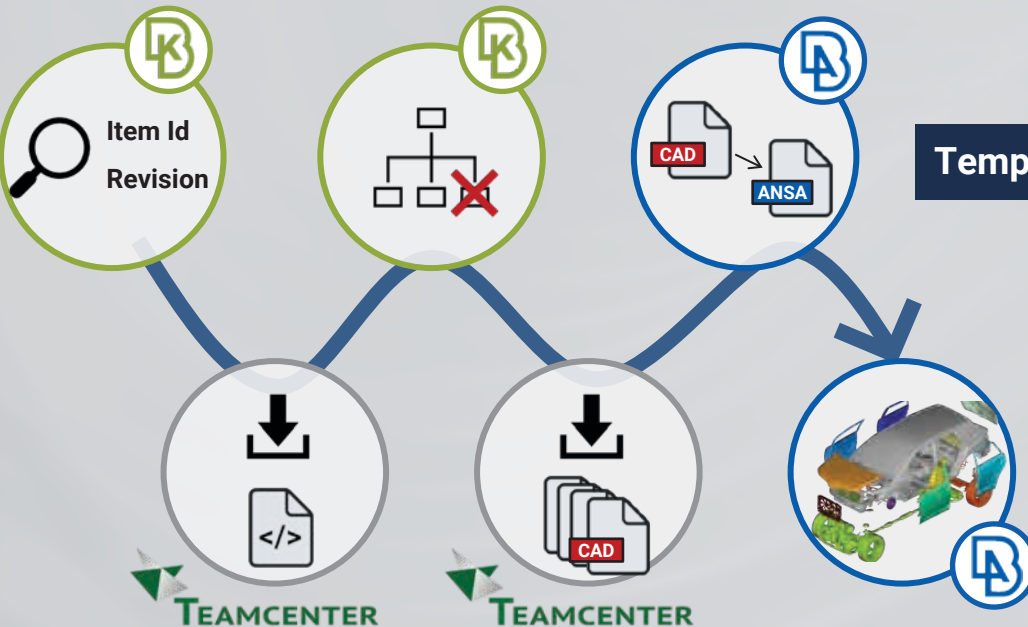 Item Id
Revision
CAD
ANSA
Temp
</>
CAD
TEAMCENTER
TEAMCENTER